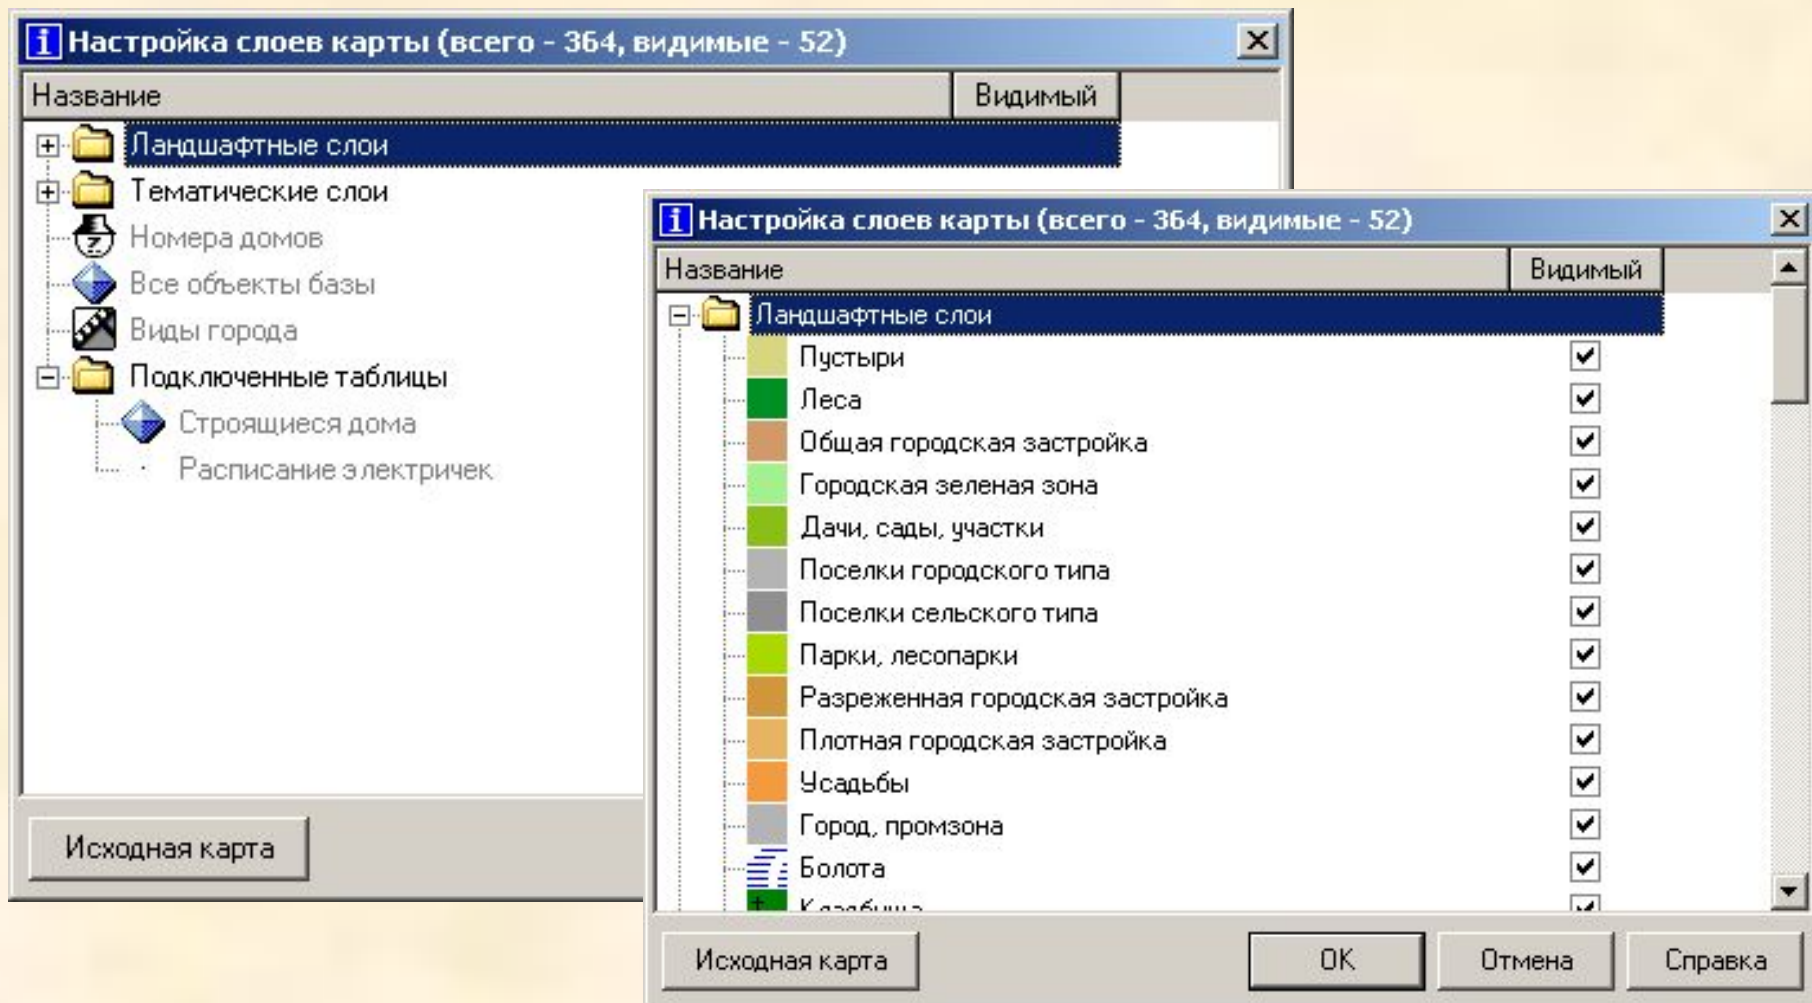 Настройка слоев карты (всего - 364, видимые - 52)
Название Видимый
Ландшафтные слои
Тематические слои
Номера домов
Все объекты базы
Виды города
Подключенные таблицы
Строящиеся дома
Расписание электричек
Исходная карта
Настройка слоев карты (всего - 364, видимые - 52)
Название Видимый
Ландшафтные слои
Пустыри
Леса
Общая городская застройка
Городская зеленая зона
Дачи, сады, участки
Поселки городского типа
Поселки сельского типа
Парки, лесопарки
Разреженная городская застройка
Плотная городская застройка
Усадьбы
Город, промзона
Болота
Кладбища
Исходная карта OK Отмена Справка